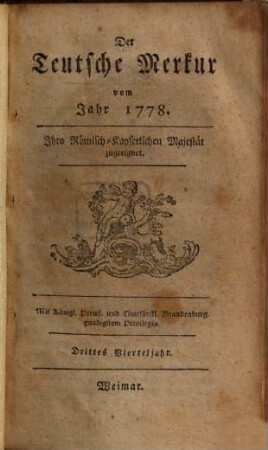 Der
Teutsche Merkur
vom
Jahr 1778.
Ihro Römisch-Kayserlichen Majestät
zugeeignet.
Mit Königl. Preuß. und Churfürstl. Brandenburg.
gnädigstem Privilegio.
Drittes Vierteljahr.
Weimar.